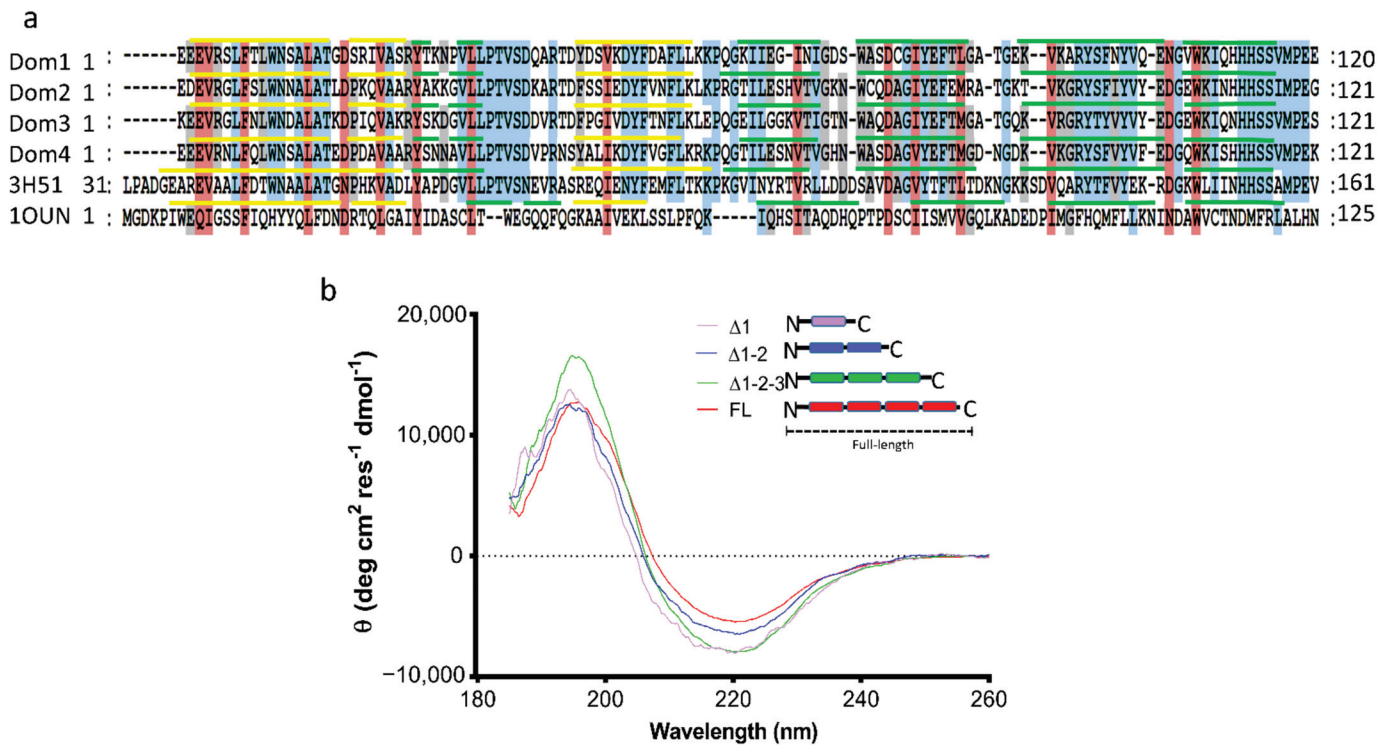 a
Dom1 1 : ------EEEVRSLFTLWNSALATGDSRIVASRYTKNPVLLPTVSDQARTDYDSVKDYFDAFLLKKPQGKIIEG-INIGDS-WASDCGIYEFTLGA-TGEK--VKARYSFNYVQ-ENGVWKIQHHHSSVMPEE :120
Dom2 1 : ------EDEVRGLFSLWNNALATLDPKQVAARYAKKGVLLPTVSDKARTDFSSIEDYFVNFLKLKPRGTILESHVTVGKN-WCQDAGIYEFEMRA-TGKT--VKGRYSFVYVY-EDGEWKINHHHSSIMPEG :121
Dom3 1 : ------KEEVRGLFNLWNDALATKDPIQVAKRYSKDGVLLPTVSDDVRTDFPGIVDYFTNFLKLEPQGEILGGKVTIGTN-WAQDAGIYEFTMGA-TGQK--VRGRYTYVYVY-EDGEWKIQNHHSSVMPES :121
Dom4 1 : ------EEEVRNLFQLWNSALATEDPDAVAARYSNNAVLLPTVSDVPRNSYALIKDYFVGFLKRKPQGTILESNVTVGHN-WASDAGVYEFTMGD-NGDK--VKGRYSFVYVF-EDGQWKISHHHSSVMPEK :121
3H51 31: LPADGEAREVAALFDTWNAALATGNPHKVADLYAPDGVLLPTVSNEVRASREQIENYFEMFLTKKPKGVINYRTVRLLDDDSAVDAGVYTFTLTDKNGKKSDVQARYTFVYEK-RDGKWLIINHHSSAMPEV :161
1OUN 1 : MGDKPIWEQIGSSFIQHYYQLFDNDRTQLGAIYIDASCLT--WEGQQFQGKAAIVEKLSSLPFQK-----IQHSITAQDHQPTPDSCIISMVVGQLKADEDPIMGFHQMFLLKNINDAWVCTNDMFRLALHN :125
b
20,000
10,000
0
−10,000
θ (deg cm² res⁻¹ dmol⁻¹)
180 200 220 240 260
Wavelength (nm)
Δ1 N C
Δ1-2 N C
Δ1-2-3 N C
FL N C
Full-length